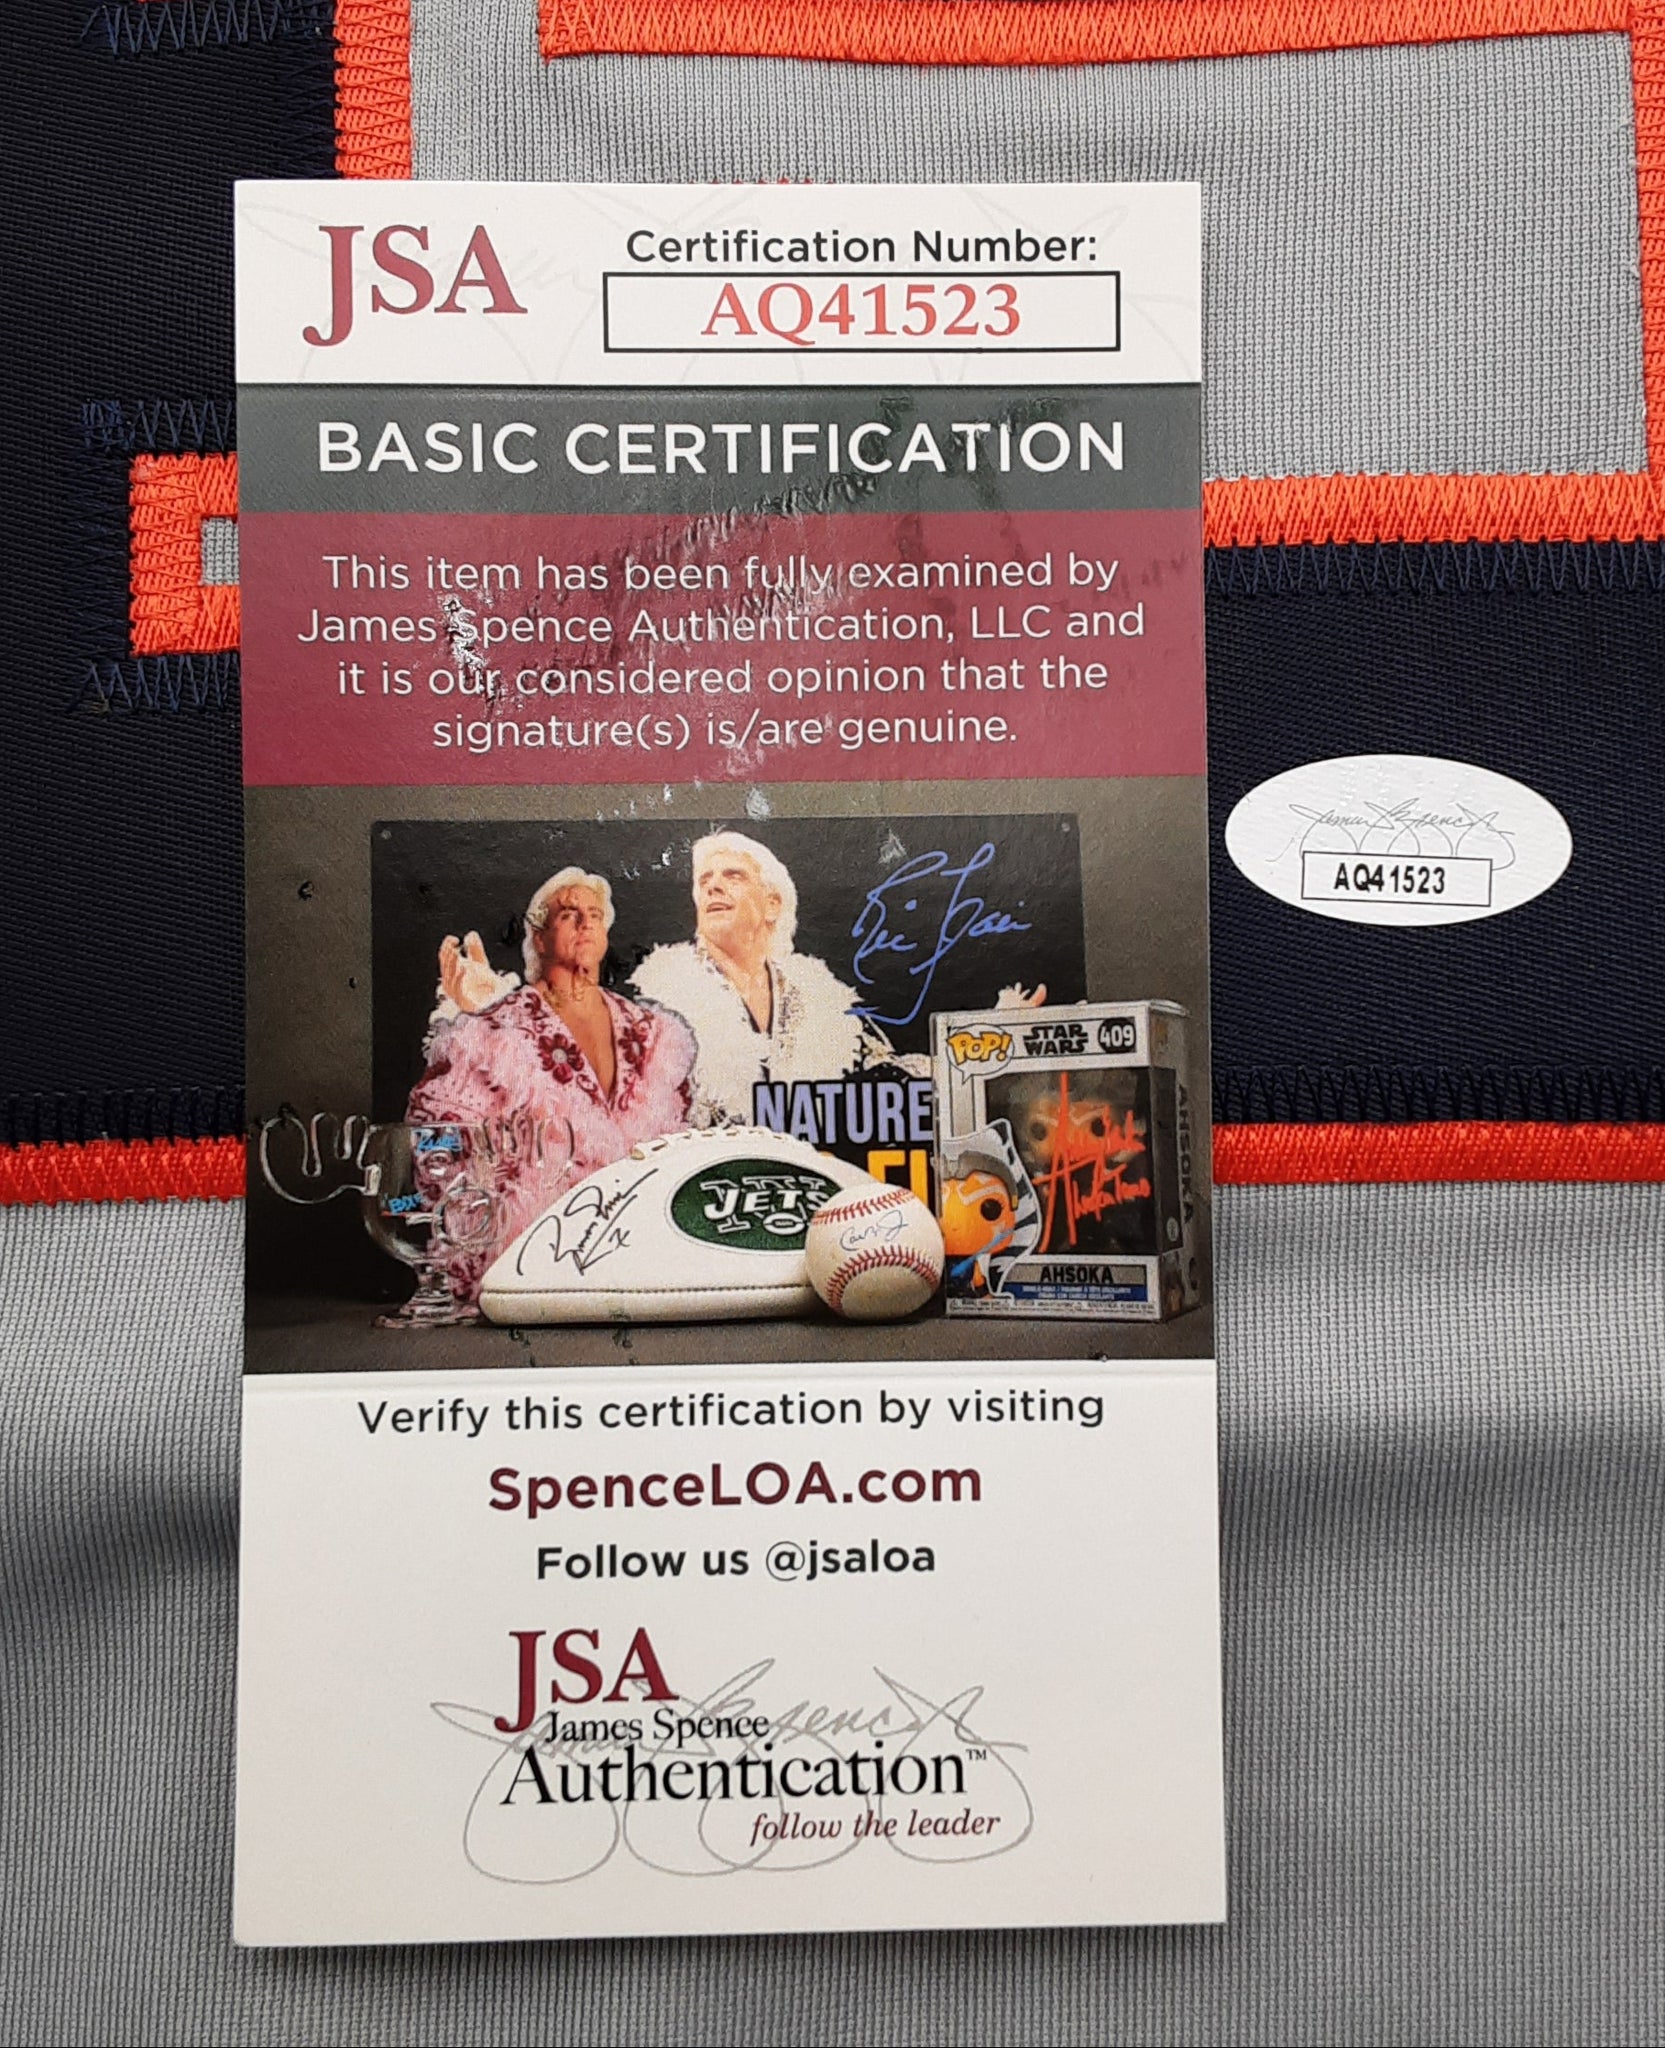 JSA
Certification Number:
AQ41523
BASIC CERTIFICATION
This item has been fully examined by
James Spence Authentication, LLC and
it is our considered opinion that the
signature(s) is/are genuine.
AQ41523
POP!
STAR
WARS
409
NATURE
JETS
AHSOKA
AHSOKA
Verify this certification by visiting
SpenceLOA.com
Follow us @jsaloa
JSA
James Spence
Authentication™
follow the leader